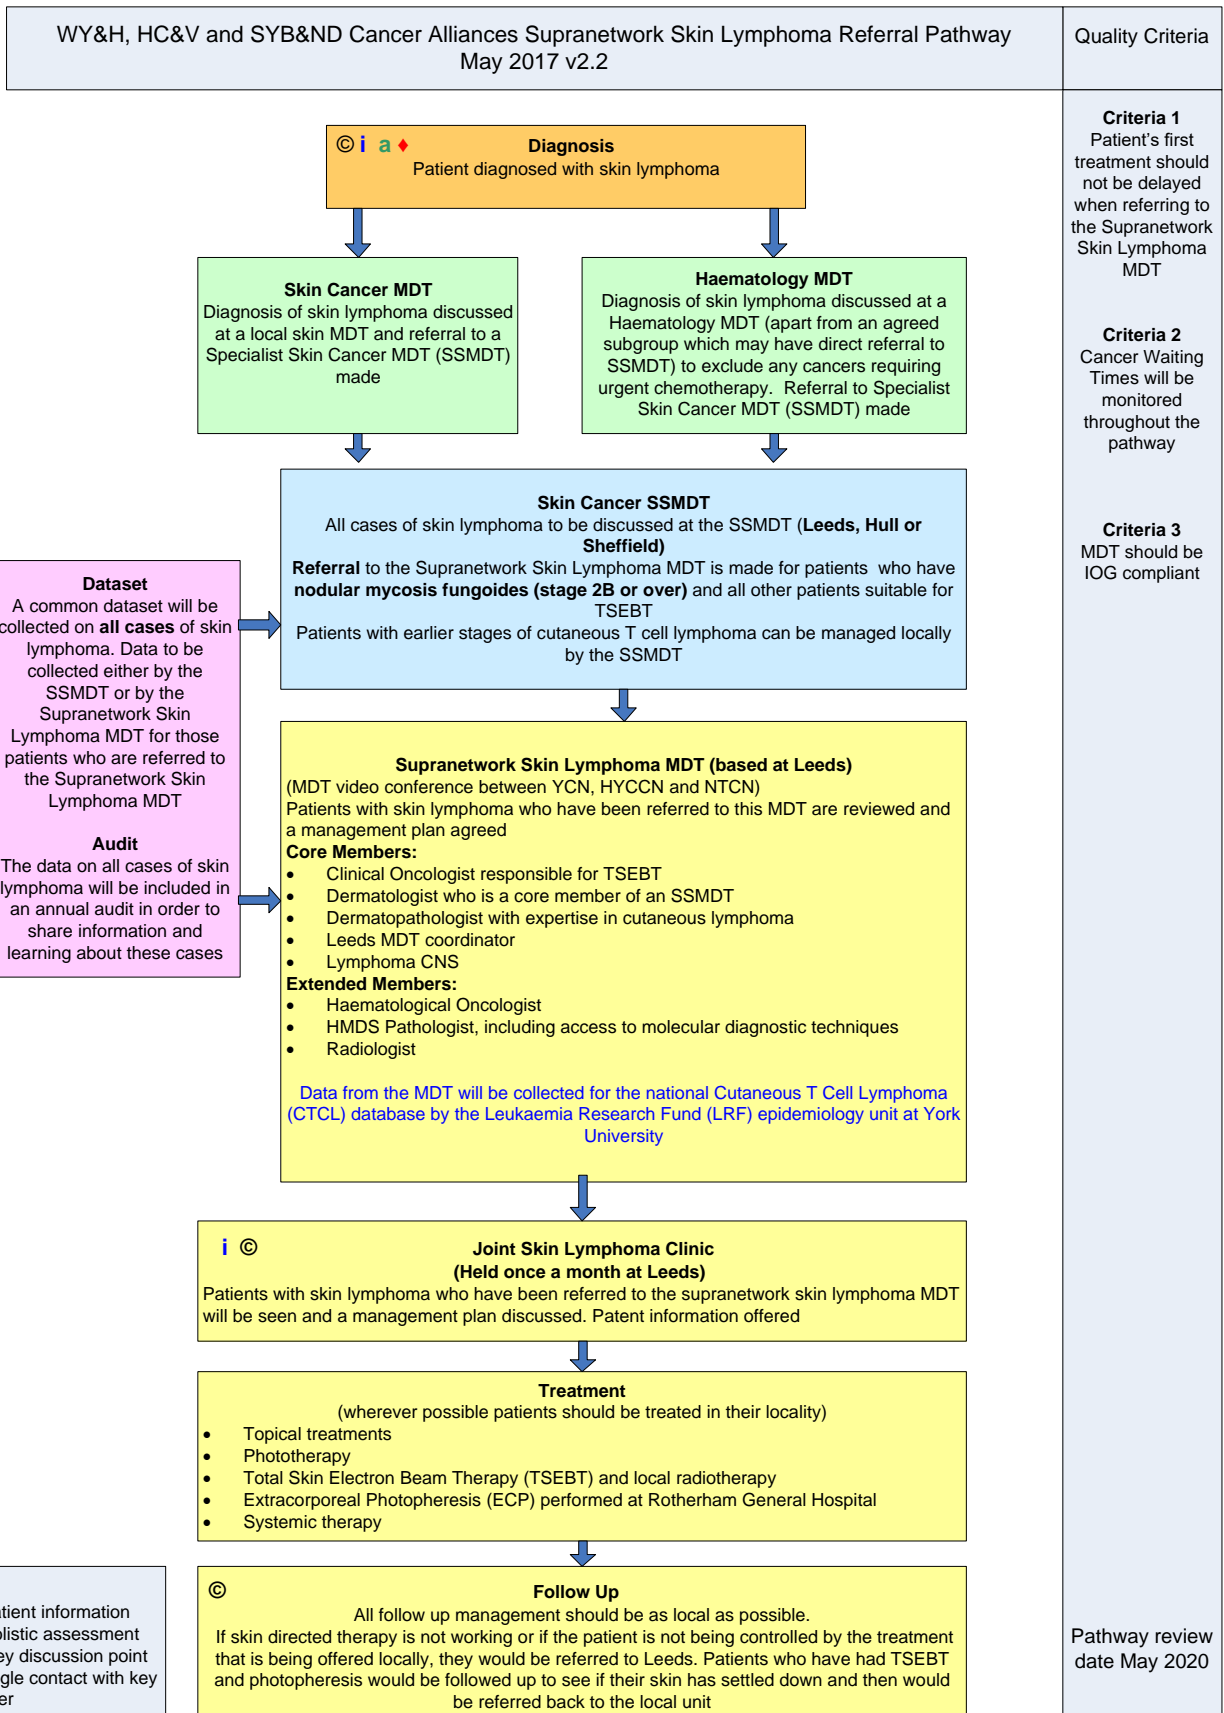 WY&H, HC&V and SYB&ND Cancer Alliances Supranetwork Skin Lymphoma Referral Pathway
May 2017 v2.2
Quality Criteria
© i a ♦
Diagnosis
Patient diagnosed with skin lymphoma
Skin Cancer MDT
Diagnosis of skin lymphoma discussed
at a local skin MDT and referral to a
Specialist Skin Cancer MDT (SSMDT)
made
Haematology MDT
Diagnosis of skin lymphoma discussed at a
Haematology MDT (apart from an agreed
subgroup which may have direct referral to
SSMDT) to exclude any cancers requiring
urgent chemotherapy. Referral to Specialist
Skin Cancer MDT (SSMDT) made
Skin Cancer SSMDT
All cases of skin lymphoma to be discussed at the SSMDT (Leeds, Hull or
Sheffield)
Referral to the Supranetwork Skin Lymphoma MDT is made for patients who have
nodular mycosis fungoides (stage 2B or over) and all other patients suitable for
TSEBT
Patients with earlier stages of cutaneous T cell lymphoma can be managed locally
by the SSMDT
Dataset
A common dataset will be
collected on all cases of skin
lymphoma. Data to be
collected either by the
SSMDT or by the
Supranetwork Skin
Lymphoma MDT for those
patients who are referred to
the Supranetwork Skin
Lymphoma MDT
Audit
The data on all cases of skin
lymphoma will be included in
an annual audit in order to
share information and
learning about these cases
Supranetwork Skin Lymphoma MDT (based at Leeds)
(MDT video conference between YCN, HYCCN and NTCN)
Patients with skin lymphoma who have been referred to this MDT are reviewed and
a management plan agreed
Core Members:
• Clinical Oncologist responsible for TSEBT
• Dermatologist who is a core member of an SSMDT
• Dermatopathologist with expertise in cutaneous lymphoma
• Leeds MDT coordinator
• Lymphoma CNS
Extended Members:
• Haematological Oncologist
• HMDS Pathologist, including access to molecular diagnostic techniques
• Radiologist
Data from the MDT will be collected for the national Cutaneous T Cell Lymphoma
(CTCL) database by the Leukaemia Research Fund (LRF) epidemiology unit at York
University
i ©
Joint Skin Lymphoma Clinic
(Held once a month at Leeds)
Patients with skin lymphoma who have been referred to the supranetwork skin lymphoma MDT
will be seen and a management plan discussed. Patent information offered
Treatment
(wherever possible patients should be treated in their locality)
• Topical treatments
• Phototherapy
• Total Skin Electron Beam Therapy (TSEBT) and local radiotherapy
• Extracorporeal Photopheresis (ECP) performed at Rotherham General Hospital
• Systemic therapy
©
Follow Up
All follow up management should be as local as possible.
If skin directed therapy is not working or if the patient is not being controlled by the treatment
that is being offered locally, they would be referred to Leeds. Patients who have had TSEBT
and photopheresis would be followed up to see if their skin has settled down and then would
be referred back to the local unit
information
assessment
discussion point
contact with key
Criteria 1
Patient's first
treatment should
not be delayed
when referring to
the Supranetwork
Skin Lymphoma
MDT
Criteria 2
Cancer Waiting
Times will be
monitored
throughout the
pathway
Criteria 3
MDT should be
IOG compliant
Pathway review
date May 2020